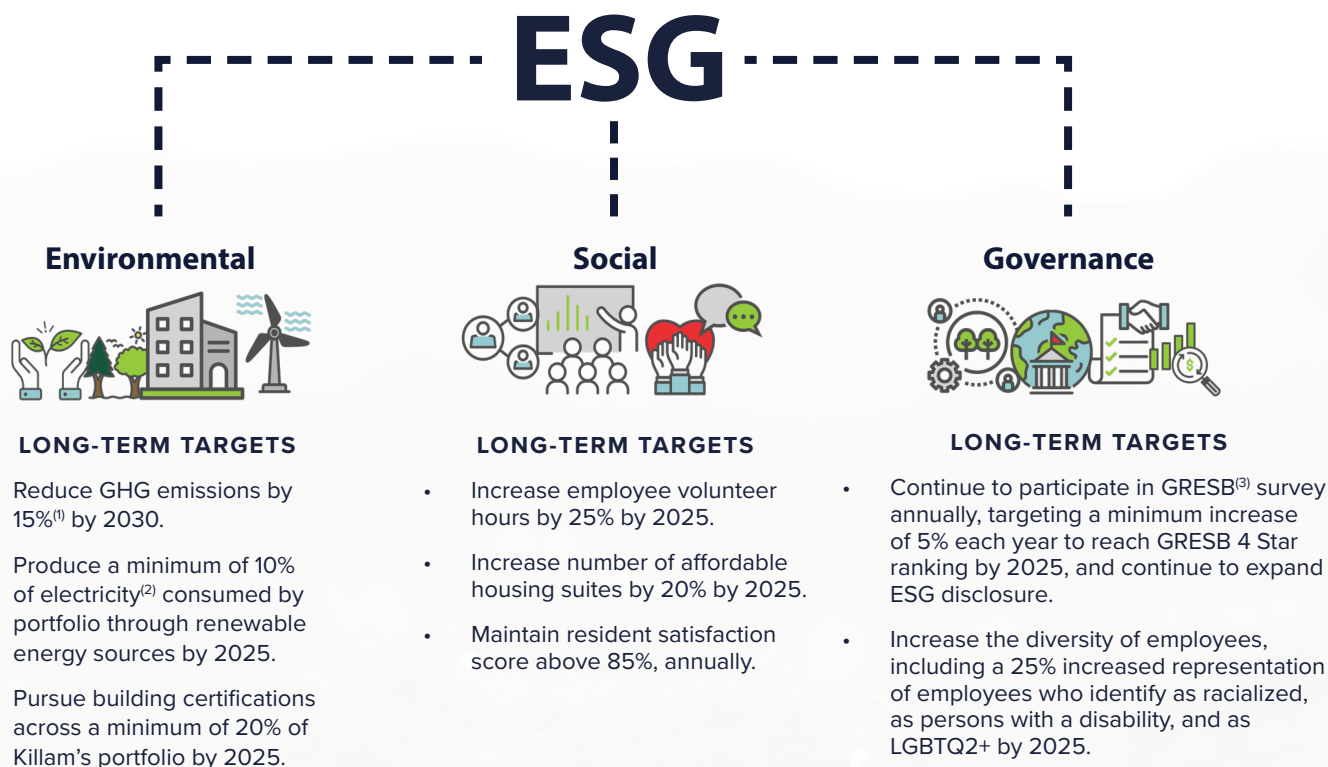 ESG
Environmental
LONG-TERM TARGETS
Reduce GHG emissions by
15%(1) by 2030.
Produce a minimum of 10%
of electricity(2) consumed by
portfolio through renewable
energy sources by 2025.
Pursue building certifications
across a minimum of 20% of
Killam's portfolio by 2025.
Social
LONG-TERM TARGETS
• Increase employee volunteer
hours by 25% by 2025.
• Increase number of affordable
housing suites by 20% by 2025.
• Maintain resident satisfaction
score above 85%, annually.
Governance
LONG-TERM TARGETS
• Continue to participate in GRESB(3) survey
annually, targeting a minimum increase
of 5% each year to reach GRESB 4 Star
ranking by 2025, and continue to expand
ESG disclosure.
• Increase the diversity of employees,
including a 25% increased representation
of employees who identify as racialized,
as persons with a disability, and as
LGBTQ2+ by 2025.